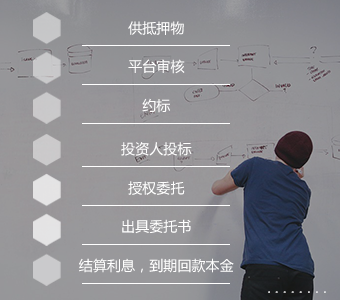 供抵押物
平台审核
约标
投资人投标
授权委托
出具委托书
结算利息，到期回款本金